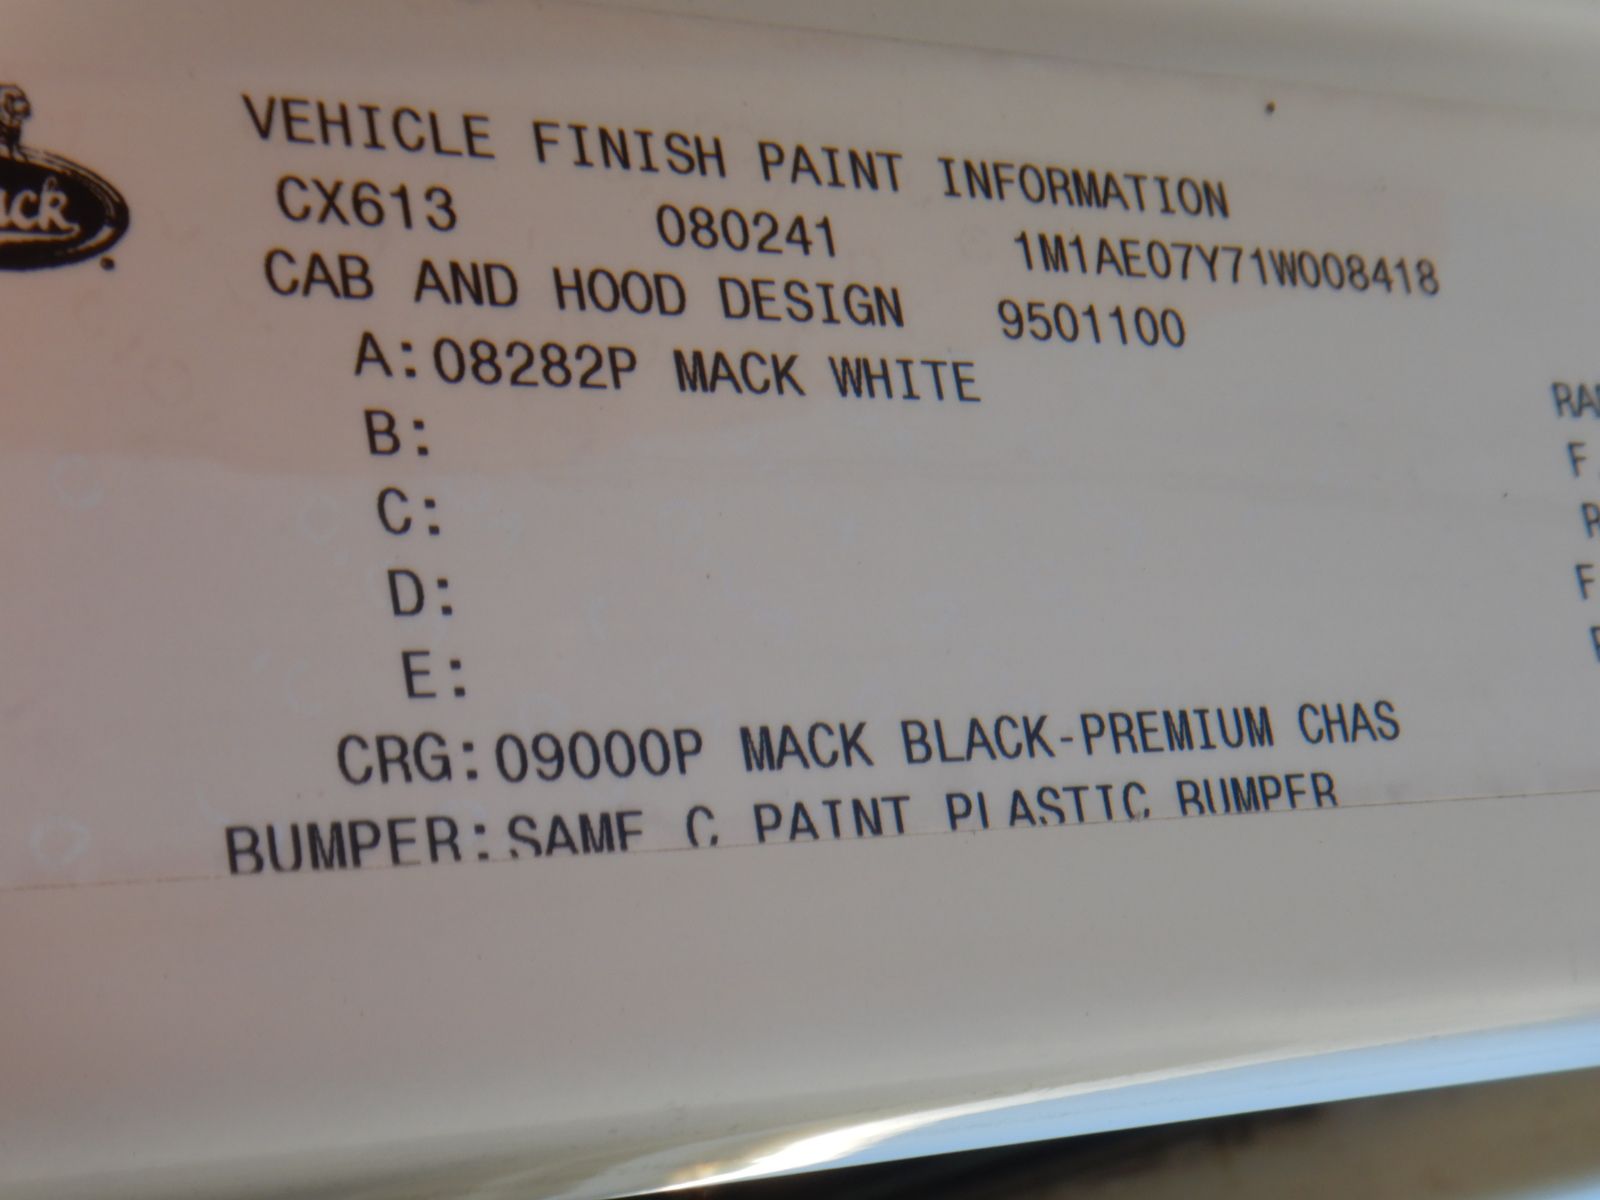 VEHICLE FINISH PAINT INFORMATION
CX613 080241 1M1AE07Y71W008418
CAB AND HOOD DESIGN 9501100
A:08282P MACK WHITE
B:
C:
D:
E:
CRG:09000P MACK BLACK-PREMIUM CHAS
BUMPER:SAME C PAINT PLASTIC BUMPER